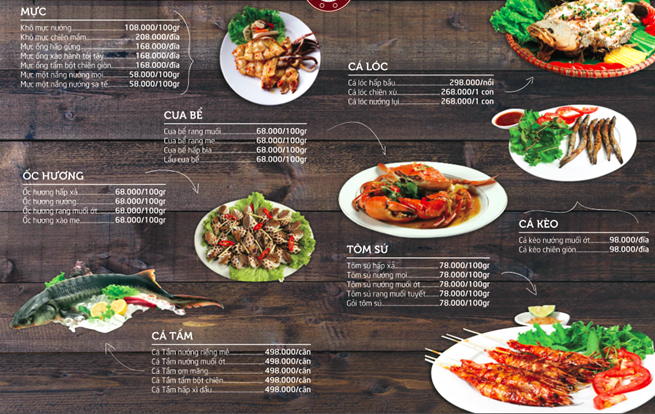 MỰC
Khô mực nướng 108.000/100gr
Khô mực chiên mắm 208.000/đĩa
Mực ống hấp gừng 168.000/đĩa
Mực ống xào hành tỏi tây 168.000/đĩa
Mực ống tẩm bột chiên giòn 168.000/đĩa
Mực một nắng nướng mọi 58.000/100gr
Mực một nắng nướng sa tế 58.000/100gr
CUA BỂ
Cua bể rang muối 68.000/100gr
Cua bể rang me 68.000/100gr
Cua bể hấp bia 68.000/100gr
Lẩu cua bể 68.000/100gr
ỐC HƯƠNG
Ốc hương hấp xả 68.000/100gr
Ốc hương nướng 68.000/100gr
Ốc hương rang muối ớt 68.000/100gr
Ốc hương xào me 68.000/100gr
CÁ TẦM
Cá Tầm nướng riềng mẻ 498.000/cân
Cá Tầm nướng muối ớt 498.000/cân
Cá Tầm om măng 498.000/cân
Cá Tầm tẩm bột chiên 498.000/cân
Cá Tầm hấp xì dầu 498.000/cân
CÁ LÓC
Cá lóc hấp bầu 298.000/nồi
Cá lóc chiên xù 268.000/1 con
Cá lóc nướng lụi 268.000/1 con
CÁ KÈO
Cá kèo nướng muối ớt 98.000/đĩa
Cá kèo chiên giòn 98.000/đĩa
TÔM SÚ
Tôm sú hấp xả 78.000/100gr
Tôm sú nướng mọi 78.000/100gr
Tôm sú nướng muối ớt 78.000/100gr
Tôm sú rang muối tuyết 78.000/100gr
Gỏi tôm sú 78.000/100gr